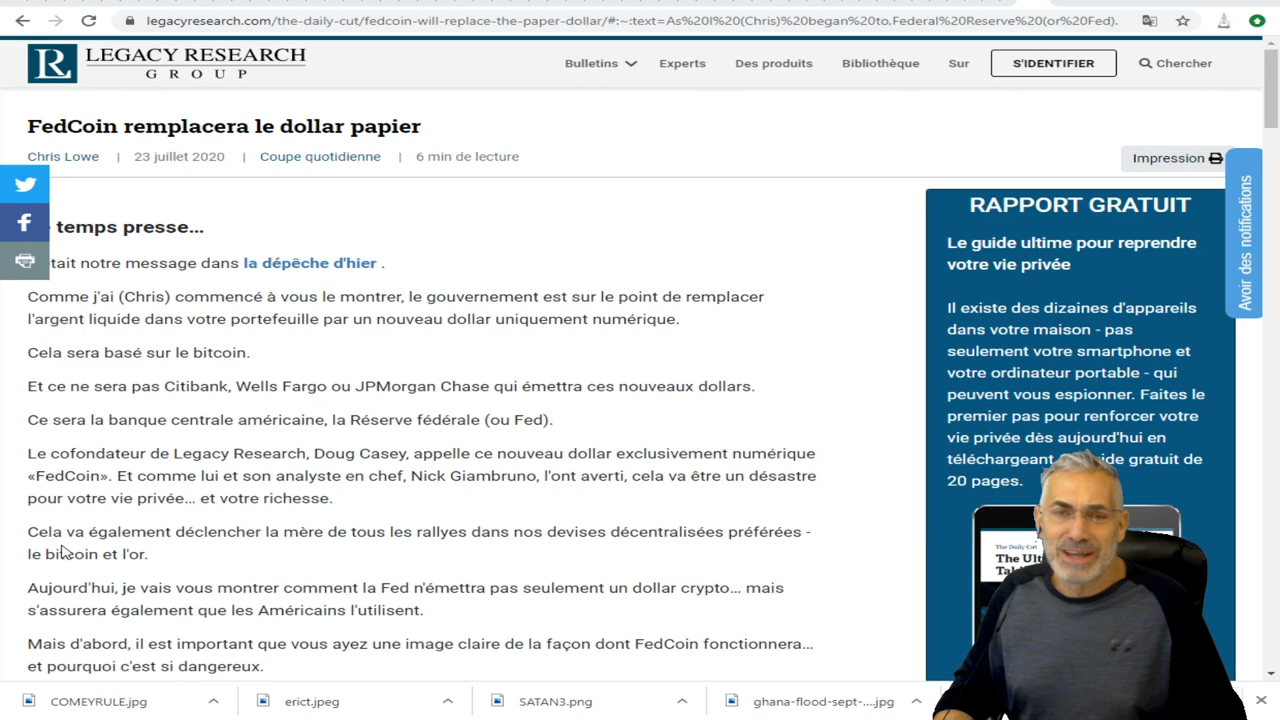 legacyresearch.com/the-daily-cut/fedcoin-will-replace-the-paper-dollar/#:~:text=As%20I%20(Chris)%20began%20to,Federal%20Reserve%20(or%20Fed).
R LEGACY RESEARCH
GROUP
Bulletins
Experts
Des produits
Bibliothèque
Sur
S'IDENTIFIER
Chercher
FedCoin remplacera le dollar papier
Chris Lowe | 23 juillet 2020 | Coupe quotidienne | 6 min de lecture
Impression
temps presse...
tait notre message dans la dépêche d'hier .
Comme j'ai (Chris) commencé à vous le montrer, le gouvernement est sur le point de remplacer
l'argent liquide dans votre portefeuille par un nouveau dollar uniquement numérique.
Cela sera basé sur le bitcoin.
Et ce ne sera pas Citibank, Wells Fargo ou JPMorgan Chase qui émettra ces nouveaux dollars.
Ce sera la banque centrale américaine, la Réserve fédérale (ou Fed).
Le cofondateur de Legacy Research, Doug Casey, appelle ce nouveau dollar exclusivement numérique
«FedCoin». Et comme lui et son analyste en chef, Nick Giambruno, l'ont averti, cela va être un désastre
pour votre vie privée... et votre richesse.
Cela va également déclencher la mère de tous les rallyes dans nos devises décentralisées préférées -
le bitcoin et l'or.
Aujourd'hui, je vais vous montrer comment la Fed n'émettra pas seulement un dollar crypto... mais
s'assurera également que les Américains l'utilisent.
Mais d'abord, il est important que vous ayez une image claire de la façon dont FedCoin fonctionnera...
et pourquoi c'est si dangereux.
RAPPORT GRATUIT
Le guide ultime pour reprendre
votre vie privée
Il existe des dizaines d'appareils
dans votre maison - pas
seulement votre smartphone et
votre ordinateur portable - qui
peuvent vous espionner. Faites le
premier pas pour renforcer votre
vie privée dès aujourd'hui en
téléchargeant guide gratuit de
20 pages.
The Daily Cut
The Ult
Avoir des notifications
COMEYRULE.jpg
erict.jpeg
SATAN3.png
ghana-flood-sept-....jpg